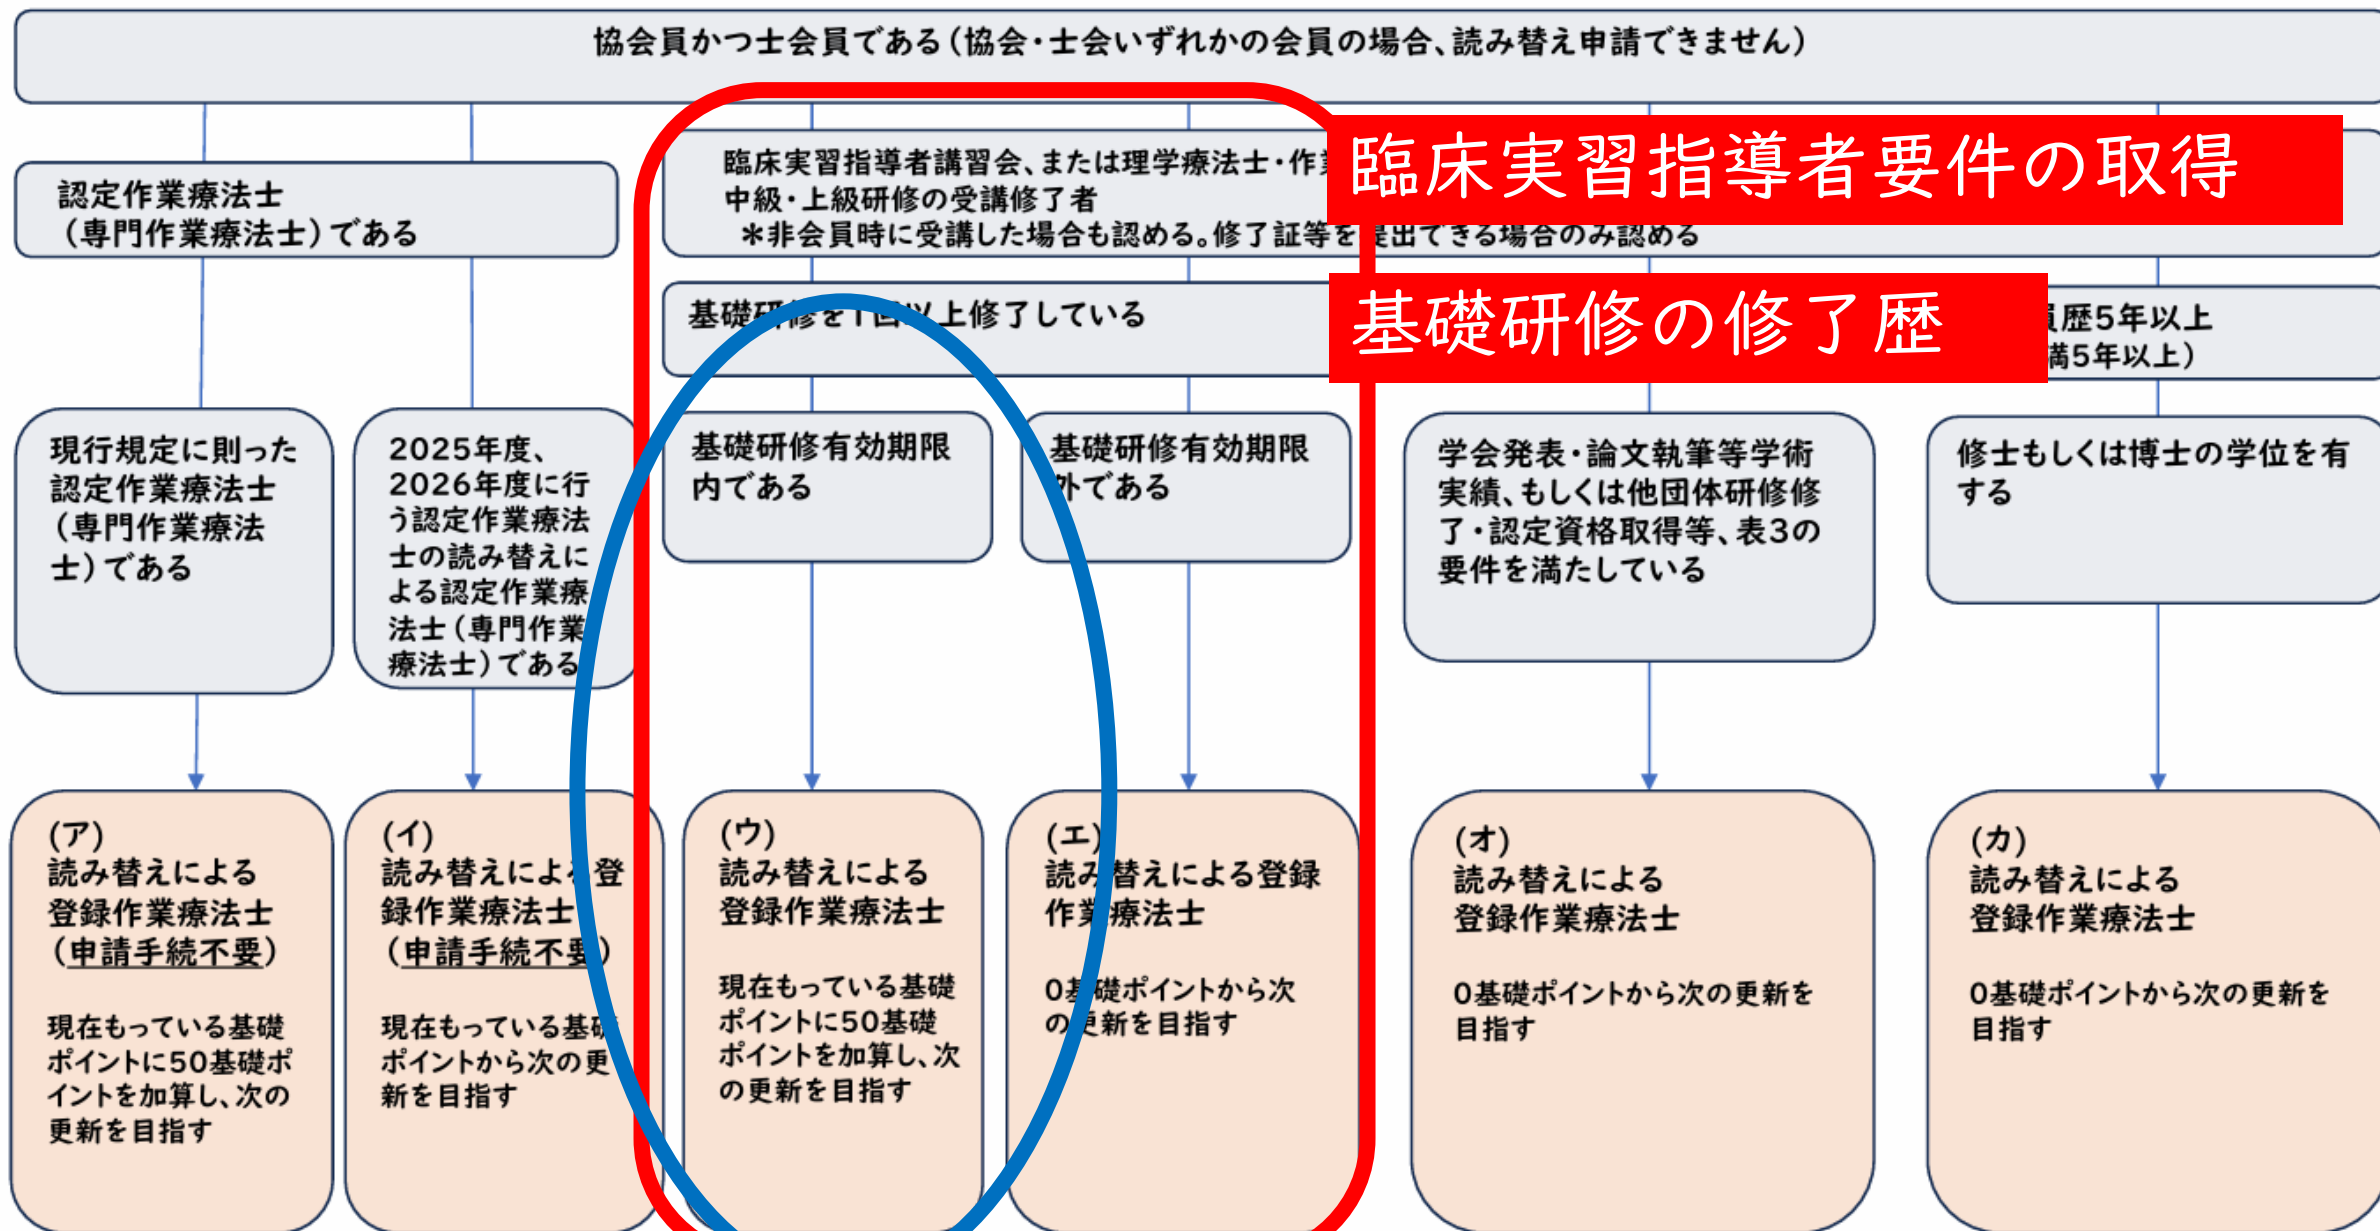 協会員かつ士会員である（協会・士会いずれかの会員の場合、読み替え申請できません）
認定作業療法士
（専門作業療法士）である
臨床実習指導者講習会、または理学療法士・作業
中級・上級研修の受講修了者
＊非会員時に受講した場合も認める。修了証等を提出できる場合のみ認める
臨床実習指導者要件の取得
基礎研修を1回以上修了している
基礎研修の修了歴
員歴5年以上
満5年以上）
現行規定に則った
認定作業療法士
（専門作業療法
士）である
2025年度、
2026年度に行
う認定作業療法
士の読み替えに
よる認定作業療
法士（専門作業
療法士）である
基礎研修有効期限
内である
基礎研修有効期限
外である
学会発表・論文執筆等学術
実績、もしくは他団体研修修
了・認定資格取得等、表3の
要件を満たしている
修士もしくは博士の学位を有
する
(ア)
読み替えによる
登録作業療法士
（申請手続不要）
現在もっている基礎
ポイントに50基礎ポ
イントを加算し、次の
更新を目指す
(イ)
読み替えによる登
録作業療法士
（申請手続不要）
現在もっている基礎
ポイントから次の更
新を目指す
(ウ)
読み替えによる
登録作業療法士
現在もっている基礎
ポイントに50基礎
ポイントを加算し、次
の更新を目指す
(エ)
読み替えによる登録
作業療法士
0基礎ポイントから次
の更新を目指す
(オ)
読み替えによる
登録作業療法士
0基礎ポイントから次の更新を
目指す
(カ)
読み替えによる
登録作業療法士
0基礎ポイントから次の更新を
目指す